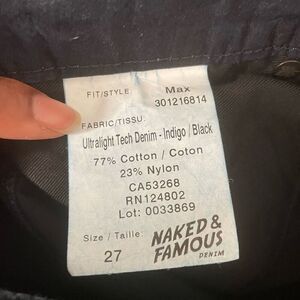 FIT/STYLE Max
301216814
FABRIC/TISSU
Ultralight Tech Denim - Indigo / Black
77% Cotton / Coton
23% Nylon
CA53268
RN124802
Lot: 0033869
Size / Taille:
27
NAKED &
FAMOUS
DENIM